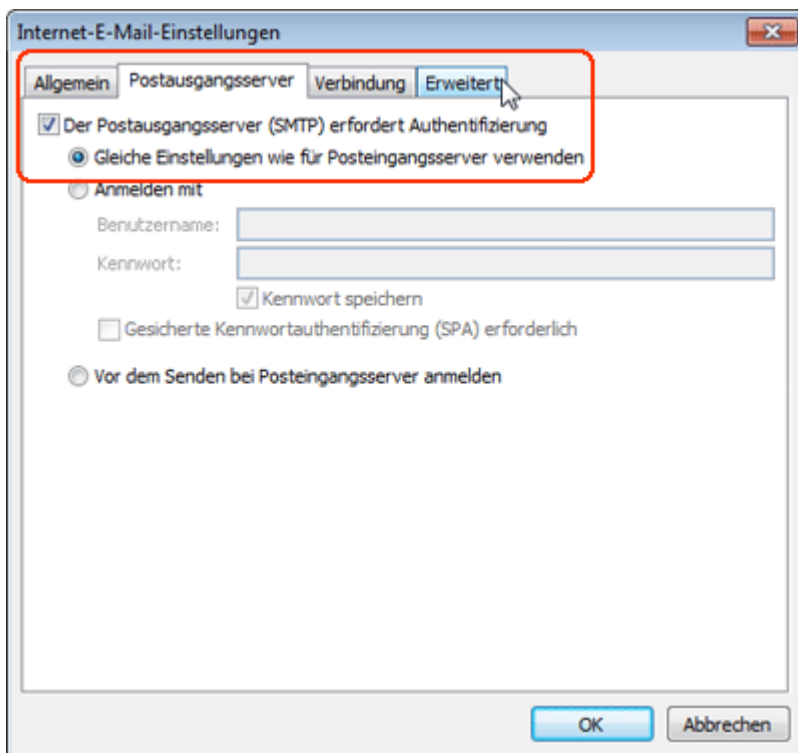 Internet-E-Mail-Einstellungen
Allgemein Postausgangsserver Verbindung Erweitert
Der Postausgangsserver (SMTP) erfordert Authentifizierung
Gleiche Einstellungen wie für Posteingangsserver verwenden
Anmelden mit
Benutzername:
Kennwort:
Kennwort speichern
Gesicherte Kennwortauthentifizierung (SPA) erforderlich
Vor dem Senden bei Posteingangsserver anmelden
OK Abbrechen